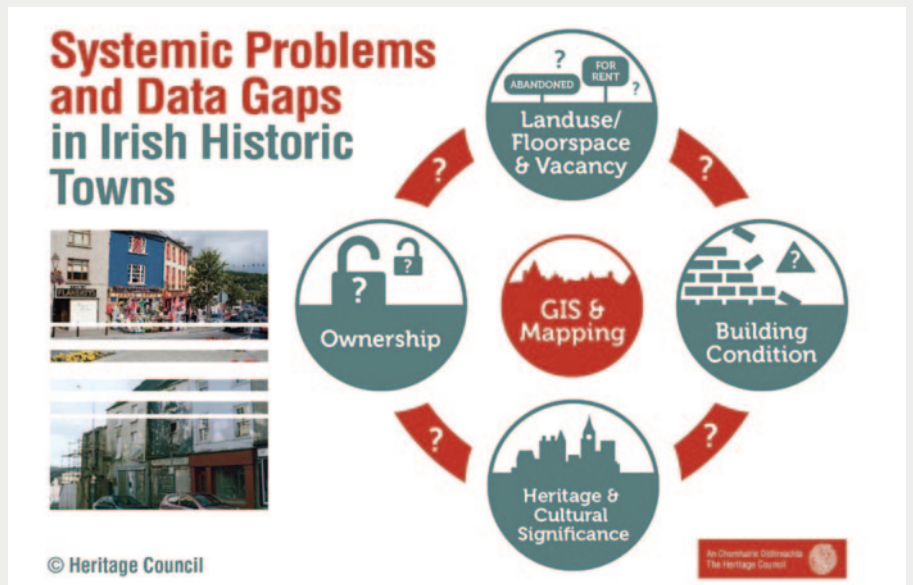 Systemic Problems
and Data Gaps
in Irish Historic
Towns
?
ABANDONED
FOR
RENT
?
Landuse/
Floorspace
& Vacancy
?
?
?
?
Ownership
GIS &
Mapping
?
Building
Condition
?
?
Heritage &
Cultural
Significance
© Heritage Council
An Chomhairle Oidhreachta
The Heritage Council